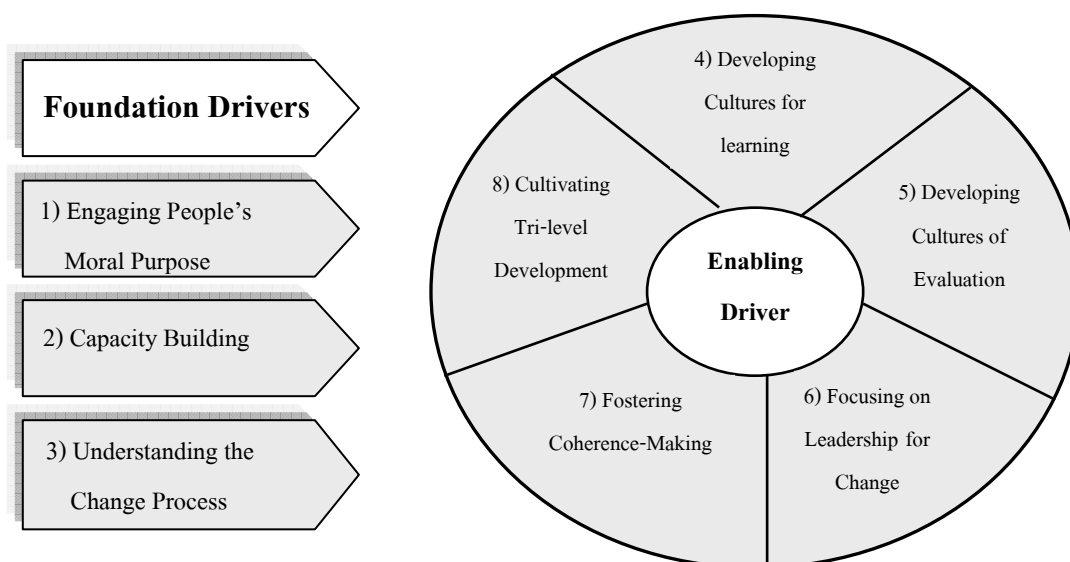 Foundation Drivers
1) Engaging People’s
Moral Purpose
2) Capacity Building
3) Understanding the
Change Process
4) Developing
Cultures for
learning
5) Developing
Cultures of
Evaluation
6) Focusing on
Leadership for
Change
7) Fostering
Coherence-Making
8) Cultivating
Tri-level
Development
Enabling
Driver